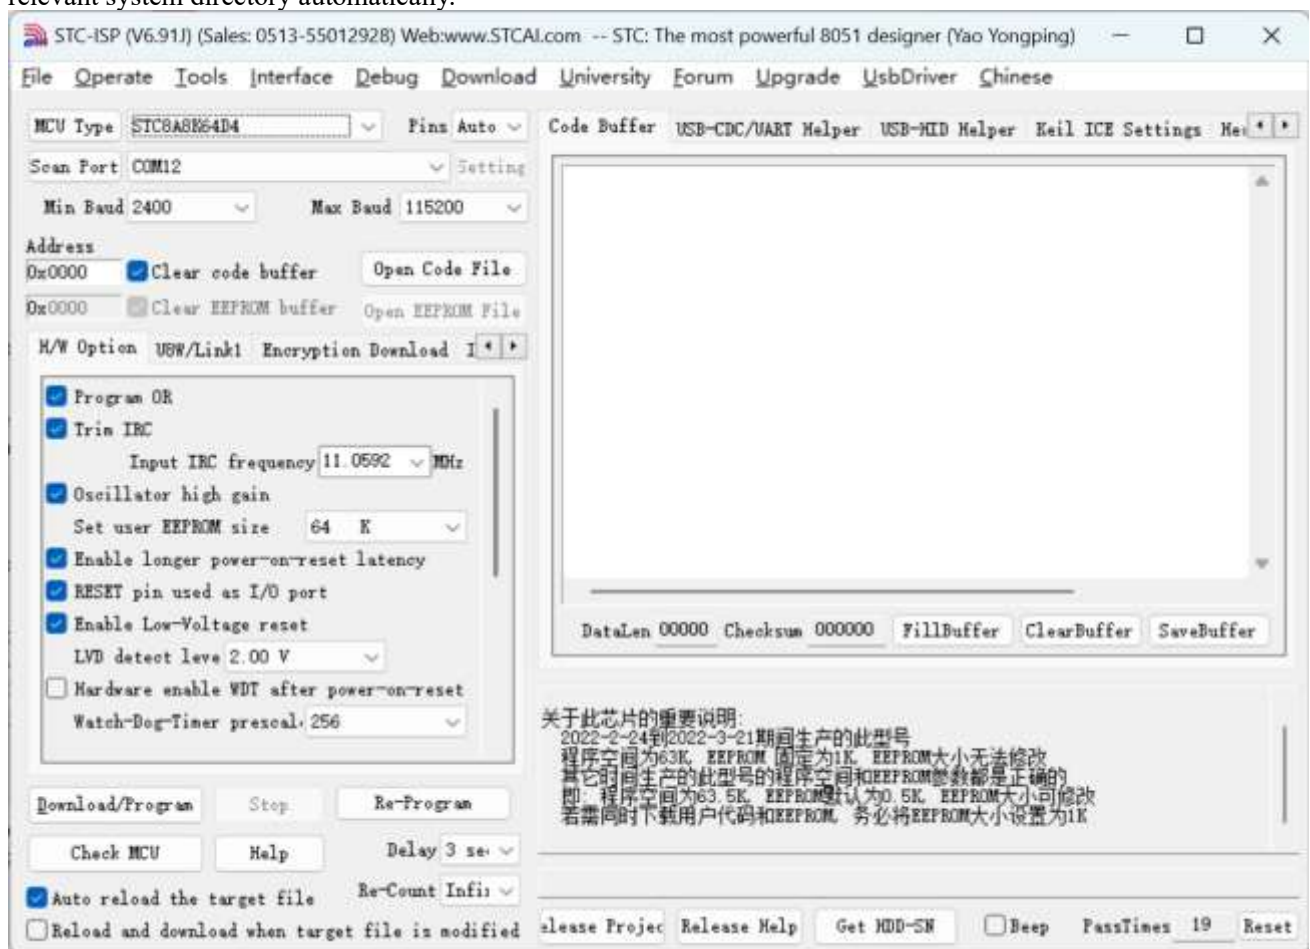 relevant system directory automatically.
STC-ISP (V6.91J) (Sales: 0513-55012928) Web:www.STCAI.com -- STC: The most powerful 8051 designer (Yao Yongping)
File Operate Tools Interface Debug Download University Forum Upgrade UsbDriver Chinese
MCU Type STC8A8K64D4 Pins Auto
Code Buffer USB-CDC/UART Helper USB-HID Helper Keil ICE Settings
Scan Port COM12 Setting
Min Baud 2400 Max Baud 115200
Address
0x0000 Clear code buffer Open Code File
0x0000 Clear EEPROM buffer Open EEPROM File
H/W Option U8W/Link1 Encryption Download I
Program OR
Trim IRC
Input IRC frequency 11.0592 MHz
Oscillator high gain
Set user EEPROM size 64 K
Enable longer power-on-reset latency
RESET pin used as I/O port
Enable Low-Voltage reset
LVD detect leve 2.00 V
Hardware enable WDT after power-on-reset
Watch-Dog-Timer prescal 256
DataLen 00000 Checksum 000000 FillBuffer ClearBuffer SaveBuffer
关于此芯片的重要说明:
2022-2-24到2022-3-21期间生产的此型号
程序空间为63K, EEPROM 固定为1K, EEPROM大小无法修改
其它时间生产的此型号的程序空间和EEPROM参数都是正确的
即: 程序空间为63.5K, EEPROM默认为0.5K, EEPROM大小可修改
若需同时下载用户代码和EEPROM, 务必将EEPROM大小设置为1K
Download/Program Stop Re-Program
Check MCU Help Delay 3 se
Auto reload the target file Re-Count Infi
Reload and download when target file is modified
elease Projec Release Help Get HDD-SN Beep PassTimes 19 Reset